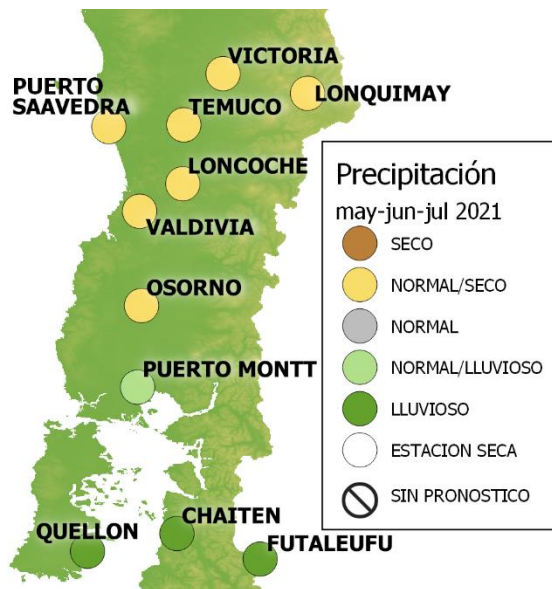 VICTORIA
PUERTO
SAAVEDRA
LONQUIMAY
TEMUCO
LONCOCHE
VALDIVIA
OSORNO
PUERTO MONTT
CHAITEN
QUELLON
FUTALEUFU
Precipitación
may-jun-jul 2021
SECO
NORMAL/SECO
NORMAL
NORMAL/LLUVIOSO
LLUVIOSO
ESTACION SECA
SIN PRONOSTICO